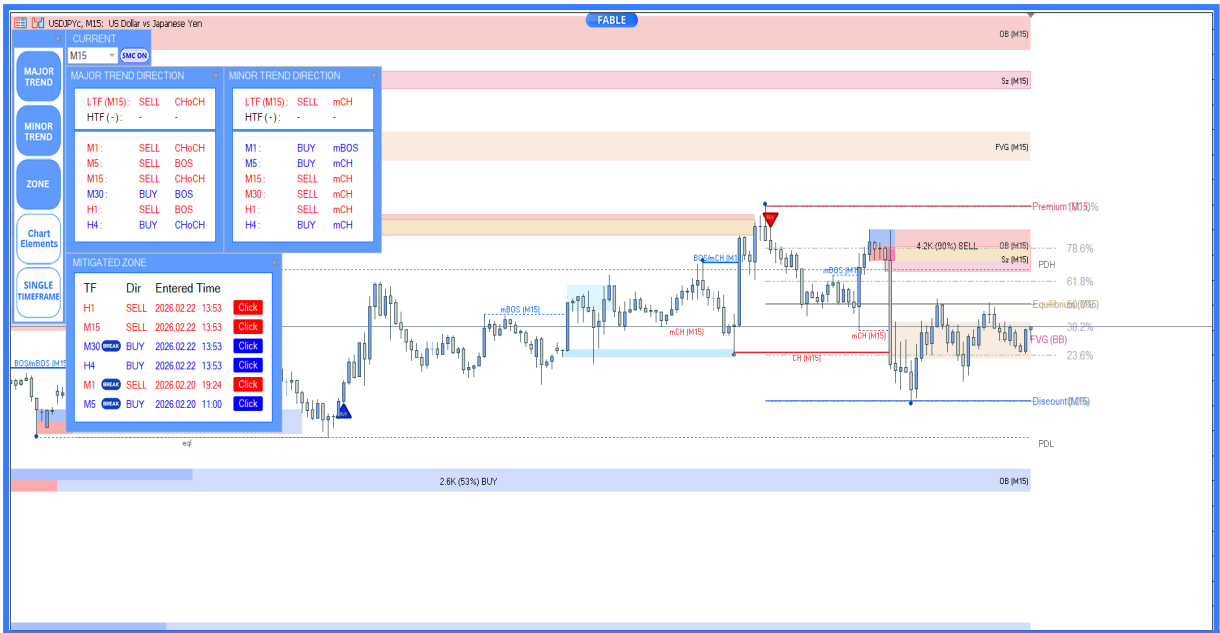 USDJPYc, M15: US Dollar vs Japanese Yen
FABLE
CURRENT
M15
SMC ON
MAJOR TREND
MINOR TREND
ZONE
Chart Elements
SINGLE TIMEFRAME
MAJOR TREND DIRECTION
LTF (M15) : SELL CHoCH
HTF ( - ) : - -
M1 : SELL CHoCH
M5 : SELL BOS
M15 : SELL CHoCH
M30 : BUY BOS
H1 : SELL BOS
H4 : BUY CHoCH
MINOR TREND DIRECTION
LTF (M15) : SELL mCH
HTF ( - ) : - -
M1 : BUY mBOS
M5 : BUY mCH
M15 : SELL mCH
M30 : SELL mCH
H1 : SELL mCH
H4 : BUY mCH
MITIGATED ZONE
TF Dir Entered Time
H1 SELL 2026.02.22 13:53 Click
M15 SELL 2026.02.22 13:53 Click
M30 BREAK BUY 2026.02.22 13:53 Click
H4 BUY 2026.02.22 13:53 Click
M1 BREAK SELL 2026.02.20 19:24 Click
M5 BREAK BUY 2026.02.20 11:00 Click
OB (M15)
Sz (M15)
FVG (M15)
Premium (M15)
4.2K (90%) SELL
OB (M15)
78.6%
Sz (M15)
PDH
BOS/mCH (M1
mBOS (M15)
61.8%
Equilibrium (M15)
mBOS (M15)
mCH (M15)
mCH (M15)
38.2%
FVG (BB)
CH (M15)
23.6%
BOS/mBOS (M15
Discount (M15)
eql
PDL
2.6K (53%) BUY
OB (M15)